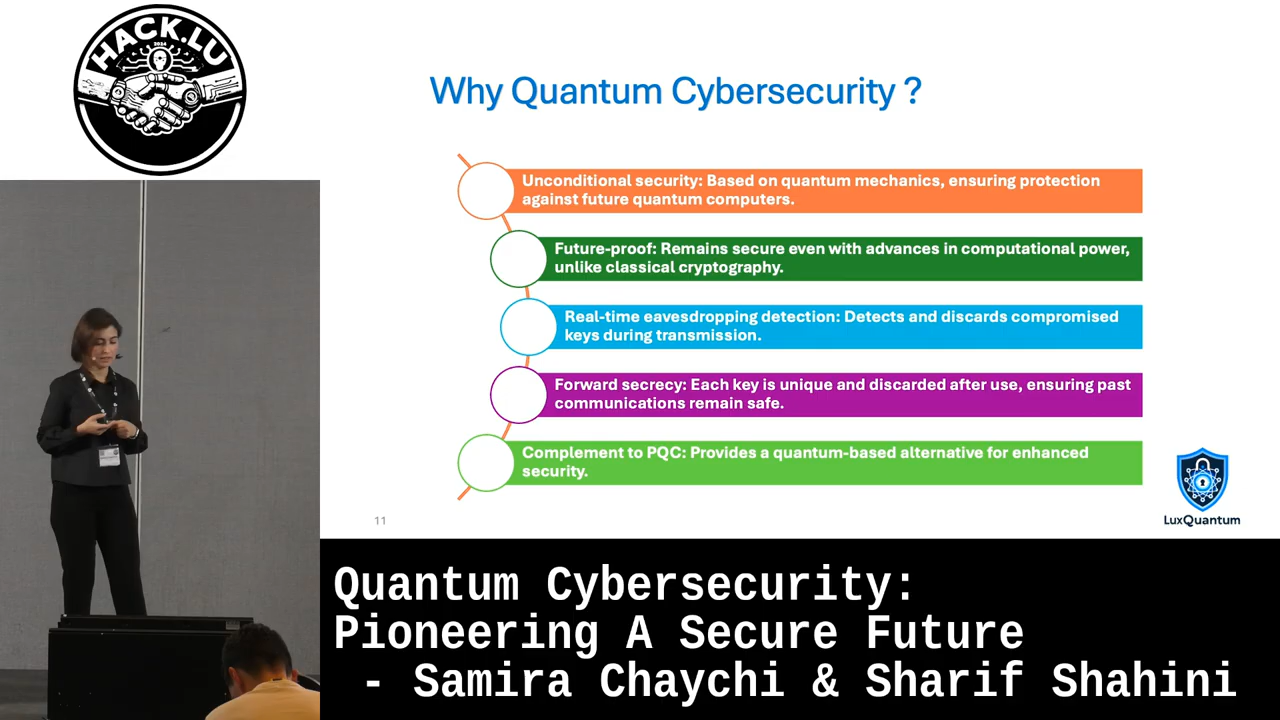 HACK.LU
2024
Why Quantum Cybersecurity ?
Unconditional security: Based on quantum mechanics, ensuring protection
against future quantum computers.
Future-proof: Remains secure even with advances in computational power,
unlike classical cryptography.
Real-time eavesdropping detection: Detects and discards compromised
keys during transmission.
Forward secrecy: Each key is unique and discarded after use, ensuring past
communications remain safe.
Complement to PQC: Provides a quantum-based alternative for enhanced
security.
11
LuxQuantum
Quantum Cybersecurity:
Pioneering A Secure Future
- Samira Chaychi & Sharif Shahini